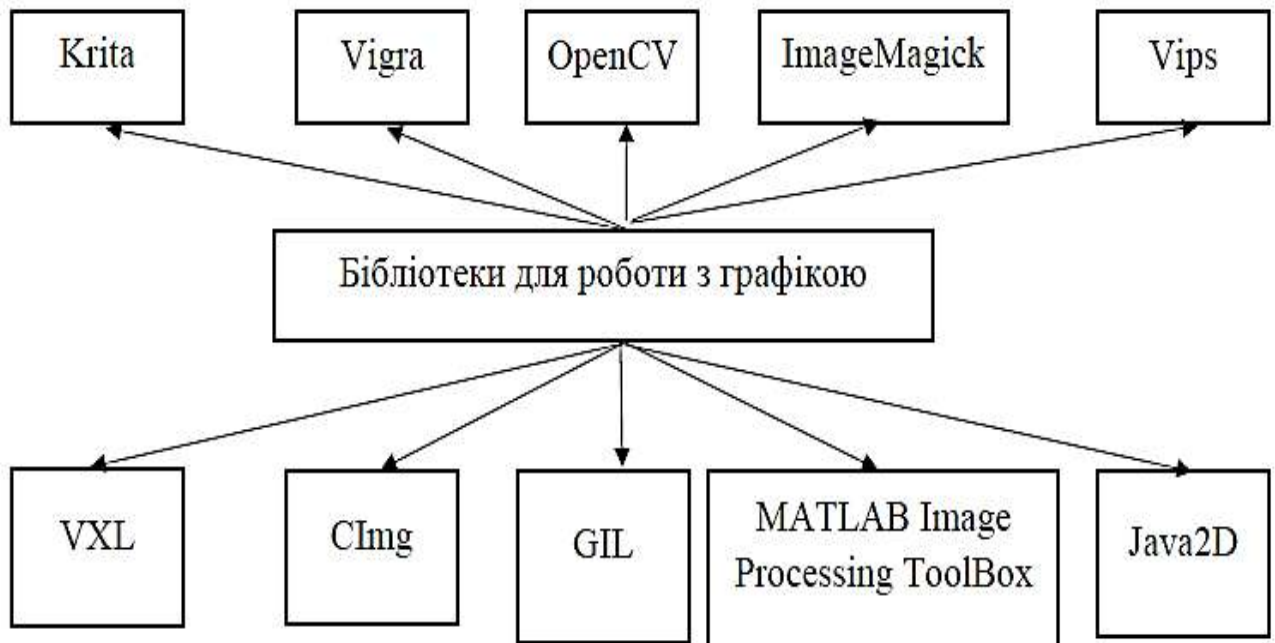 Krita
Vigra
OpenCV
ImageMagick
Vips
Бібліотеки для роботи з графікою
VXL
CImg
GIL
MATLAB Image
Processing ToolBox
Java2D